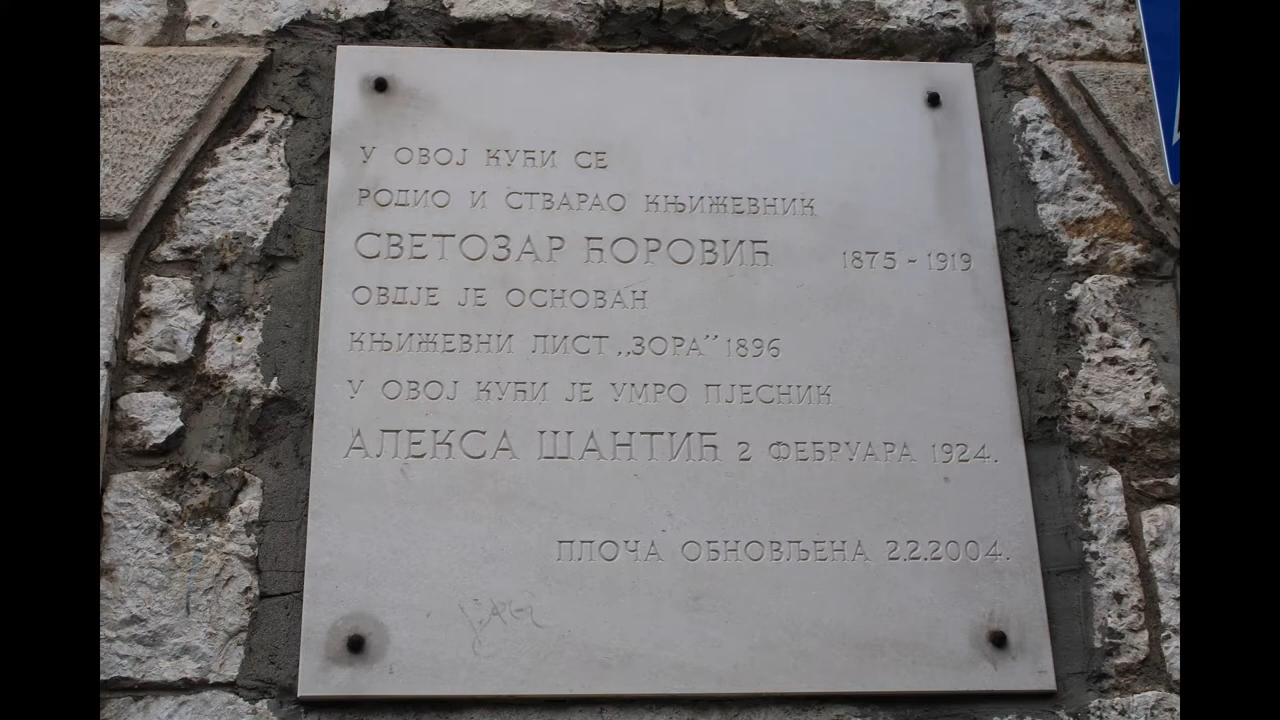 У ОВОЈ КУЋИ СЕ
РОДИО И СТВАРАО КЊИЖЕВНИК
СВЕТОЗАР ЋОРОВИЋ 1875 - 1919
ОВДЈЕ ЈЕ ОСНОВАН
КЊИЖЕВНИ ЛИСТ „ЗОРА” 1896
У ОВОЈ КУЋИ ЈЕ УМРО ПЈЕСНИК
АЛЕКСА ШАНТИЋ 2 ФЕБРУАРА 1924.
ПЛОЧА ОБНОВЉЕНА 2.2.2004.